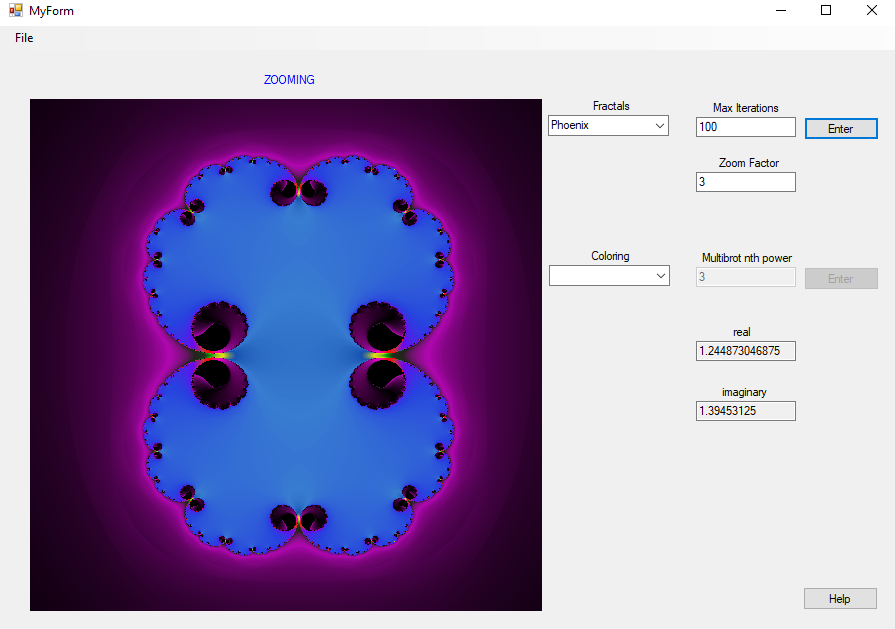 MyForm
File
ZOOMING
Fractals
Phoenix
Max Iterations
100
Enter
Zoom Factor
3
Coloring
Multibrot nth power
3
Enter
real
1.244873046875
imaginary
1.39453125
Help